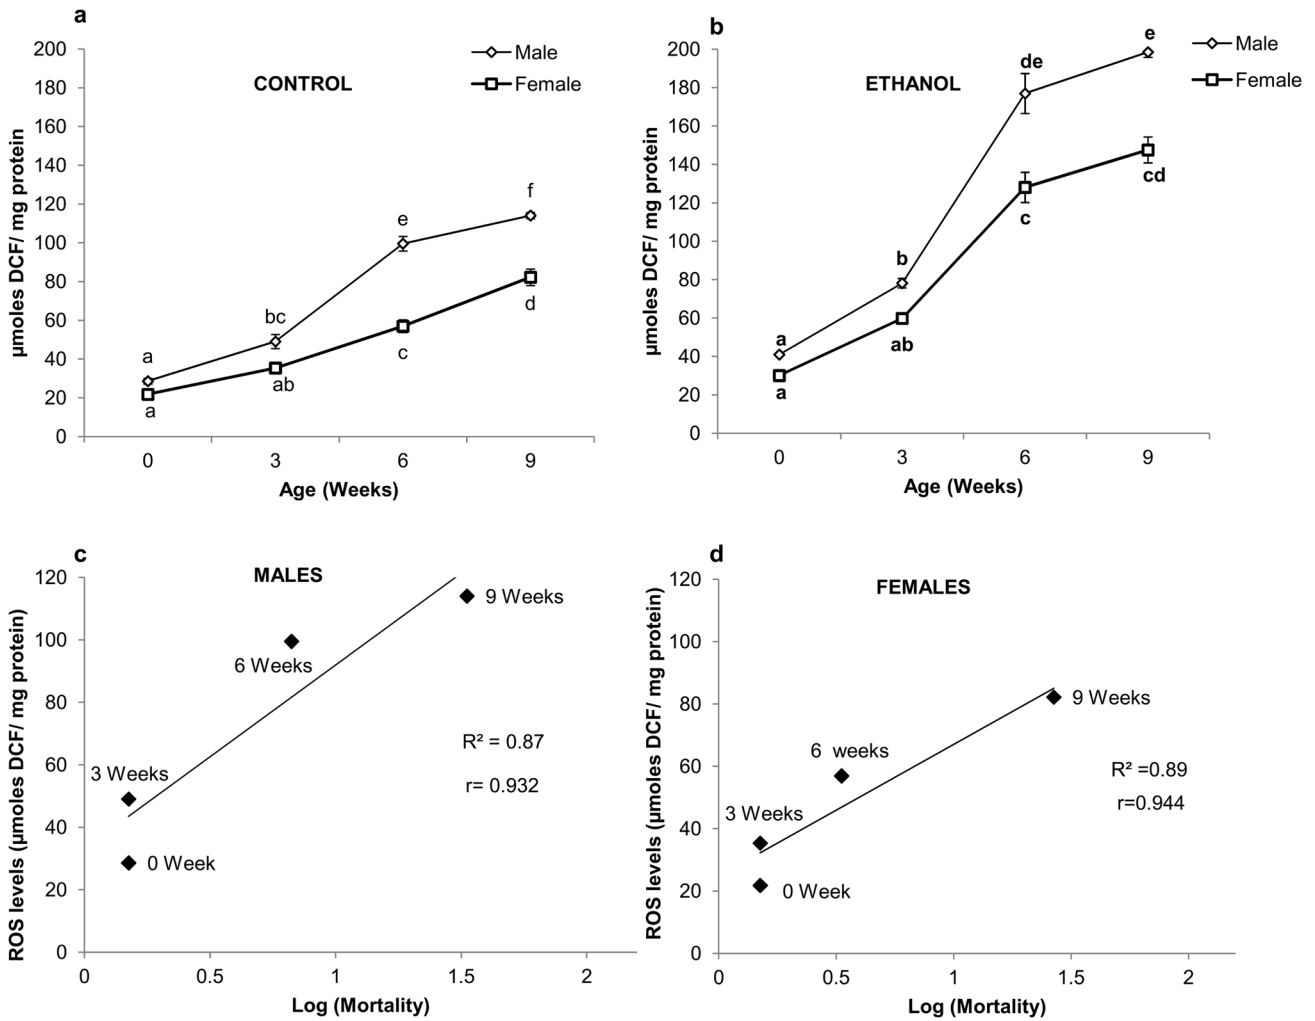 a
200
180
160
140
120
100
80
60
40
20
0
µmoles DCF/ mg protein
CONTROL
Male
Female
a
a
bc
ab
e
c
f
d
0 3 6 9
Age (Weeks)
b
200
180
160
140
120
100
80
60
40
20
0
µmoles DCF/ mg protein
ETHANOL
Male
Female
a
a
b
ab
de
c
e
cd
0 3 6 9
Age (Weeks)
c
120
100
80
60
40
20
0
ROS levels (µmoles DCF/ mg protein)
MALES
9 Weeks
6 Weeks
3 Weeks
0 Week
R² = 0.87
r= 0.932
0 0.5 1 1.5 2
Log (Mortality)
d
120
100
80
60
40
20
0
ROS levels (µmoles DCF/ mg protein)
FEMALES
9 Weeks
6 weeks
3 Weeks
0 Week
R² =0.89
r=0.944
0 0.5 1 1.5 2
Log (Mortality)